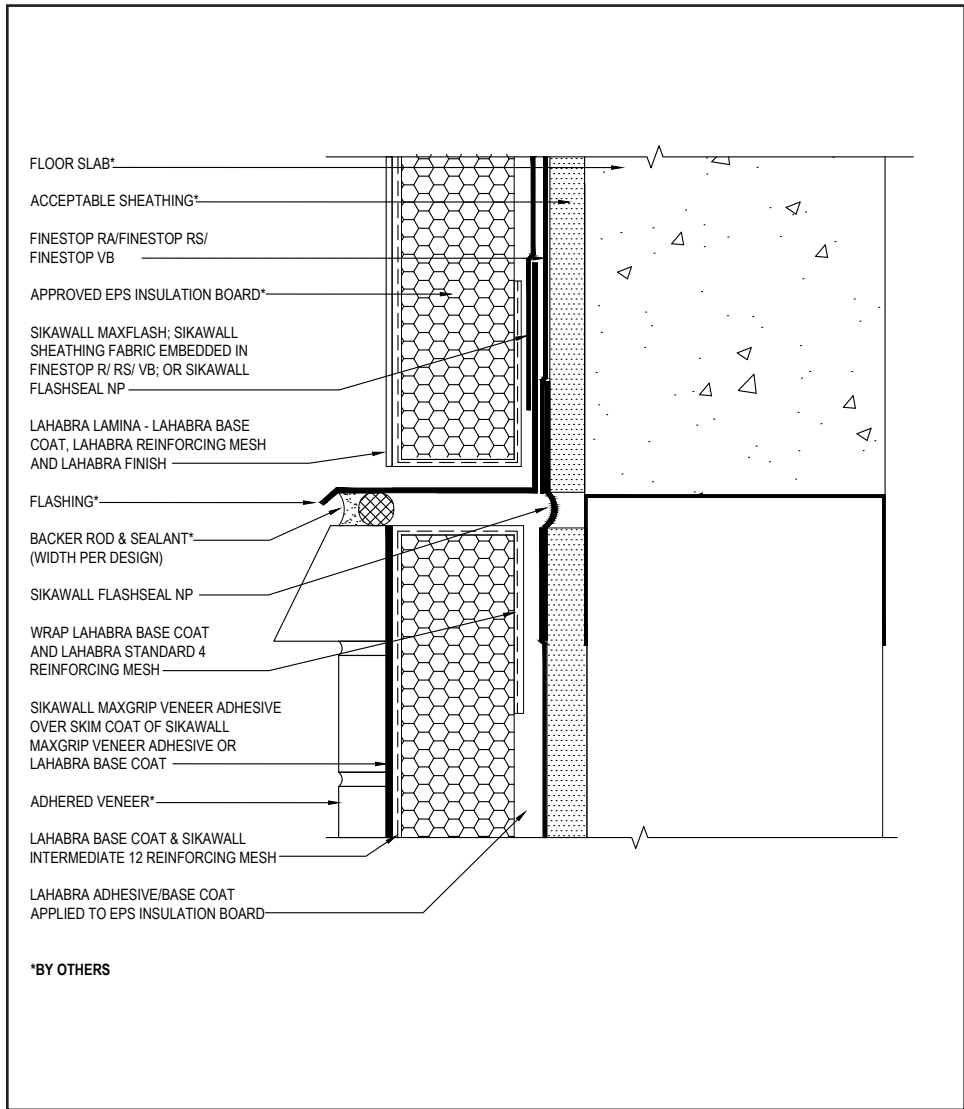 FLOOR SLAB*
ACCEPTABLE SHEATHING*
FINESTOP RA/FINESTOP RS/
FINESTOP VB
APPROVED EPS INSULATION BOARD*
SIKAWALL MAXFLASH; SIKAWALL
SHEATHING FABRIC EMBEDDED IN
FINESTOP R/ RS/ VB; OR SIKAWALL
FLASHSEAL NP
LAHABRA LAMINA - LAHABRA BASE
COAT, LAHABRA REINFORCING MESH
AND LAHABRA FINISH
FLASHING*
BACKER ROD & SEALANT*
(WIDTH PER DESIGN)
SIKAWALL FLASHSEAL NP
WRAP LAHABRA BASE COAT
AND LAHABRA STANDARD 4
REINFORCING MESH
SIKAWALL MAXGRIP VENEER ADHESIVE
OVER SKIM COAT OF SIKAWALL
MAXGRIP VENEER ADHESIVE OR
LAHABRA BASE COAT
ADHERED VENEER*
LAHABRA BASE COAT & SIKAWALL
INTERMEDIATE 12 REINFORCING MESH
LAHABRA ADHESIVE/BASE COAT
APPLIED TO EPS INSULATION BOARD
*BY OTHERS